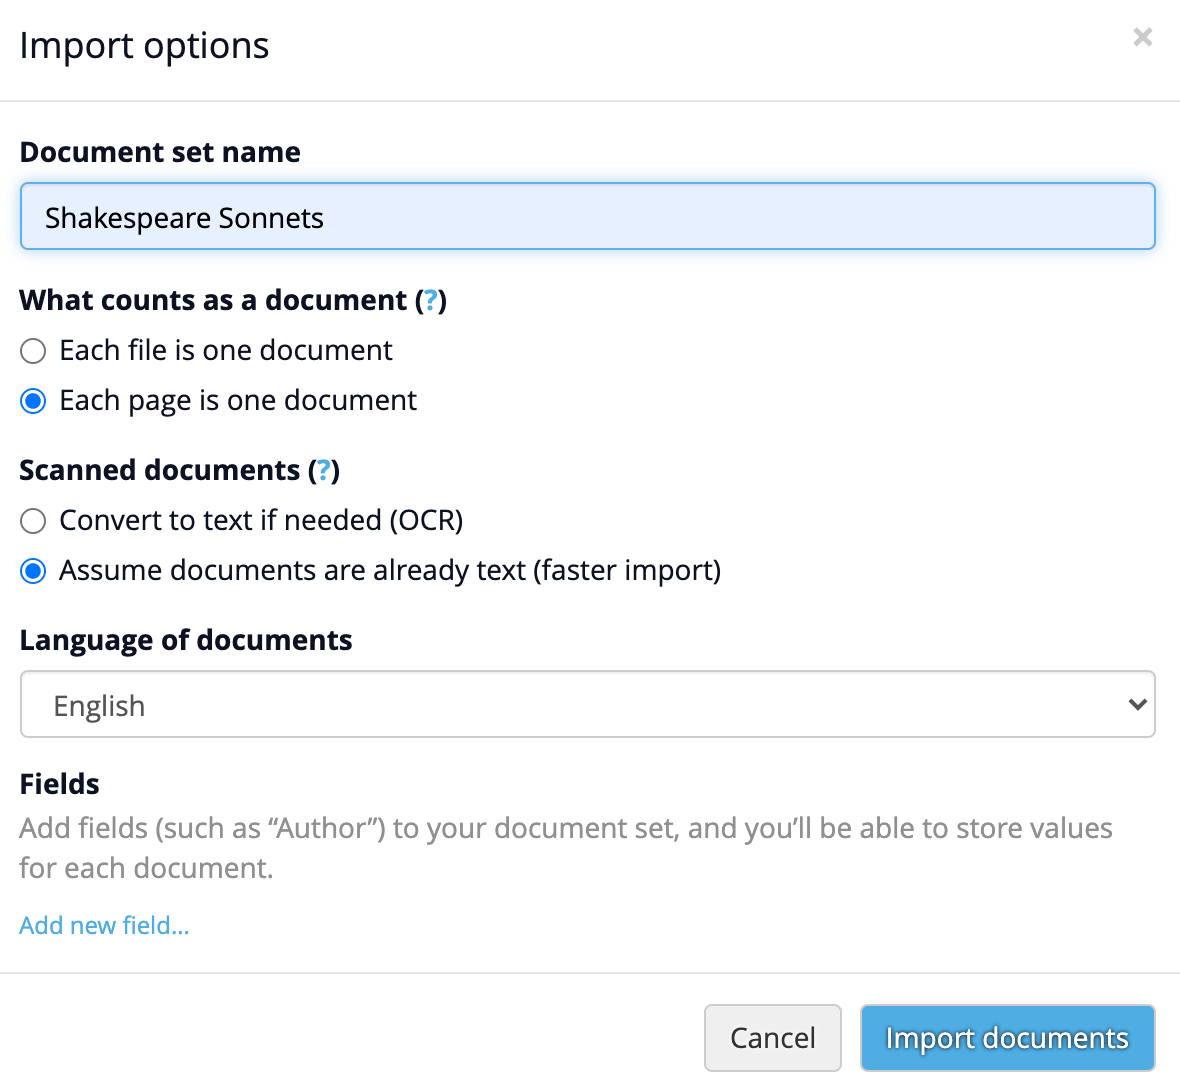 Import options
×
Document set name
Shakespeare Sonnets
What counts as a document (?)
Each file is one document
Each page is one document
Scanned documents (?)
Convert to text if needed (OCR)
Assume documents are already text (faster import)
Language of documents
English
Fields
Add fields (such as “Author”) to your document set, and you’ll be able to store values
for each document.
Add new field...
Cancel
Import documents